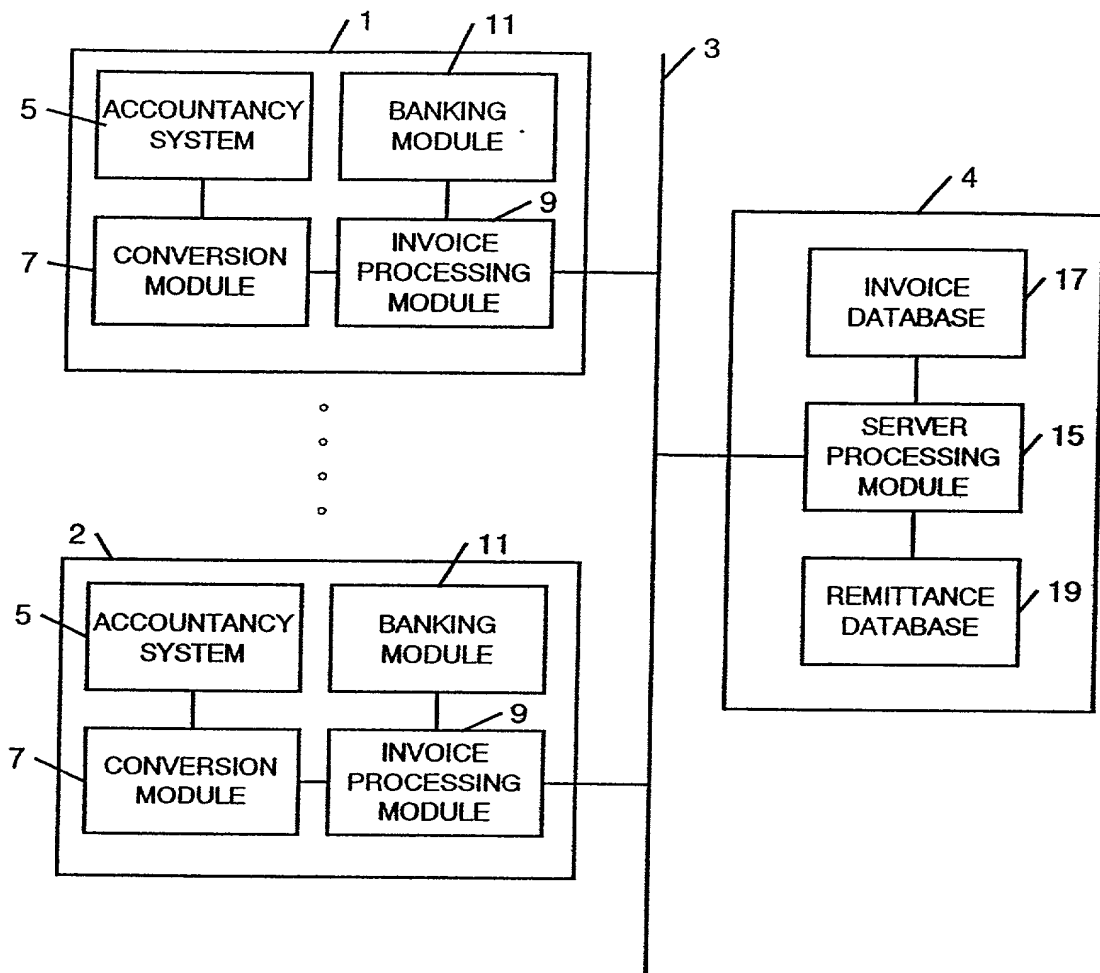 1
11
3
5
ACCOUNTANCY
SYSTEM
BANKING
MODULE
4
7
CONVERSION
MODULE
9
INVOICE
PROCESSING
MODULE
INVOICE
DATABASE
17
SERVER
PROCESSING
MODULE
15
REMITTANCE
DATABASE
19
2
11
5
ACCOUNTANCY
SYSTEM
BANKING
MODULE
7
CONVERSION
MODULE
9
INVOICE
PROCESSING
MODULE